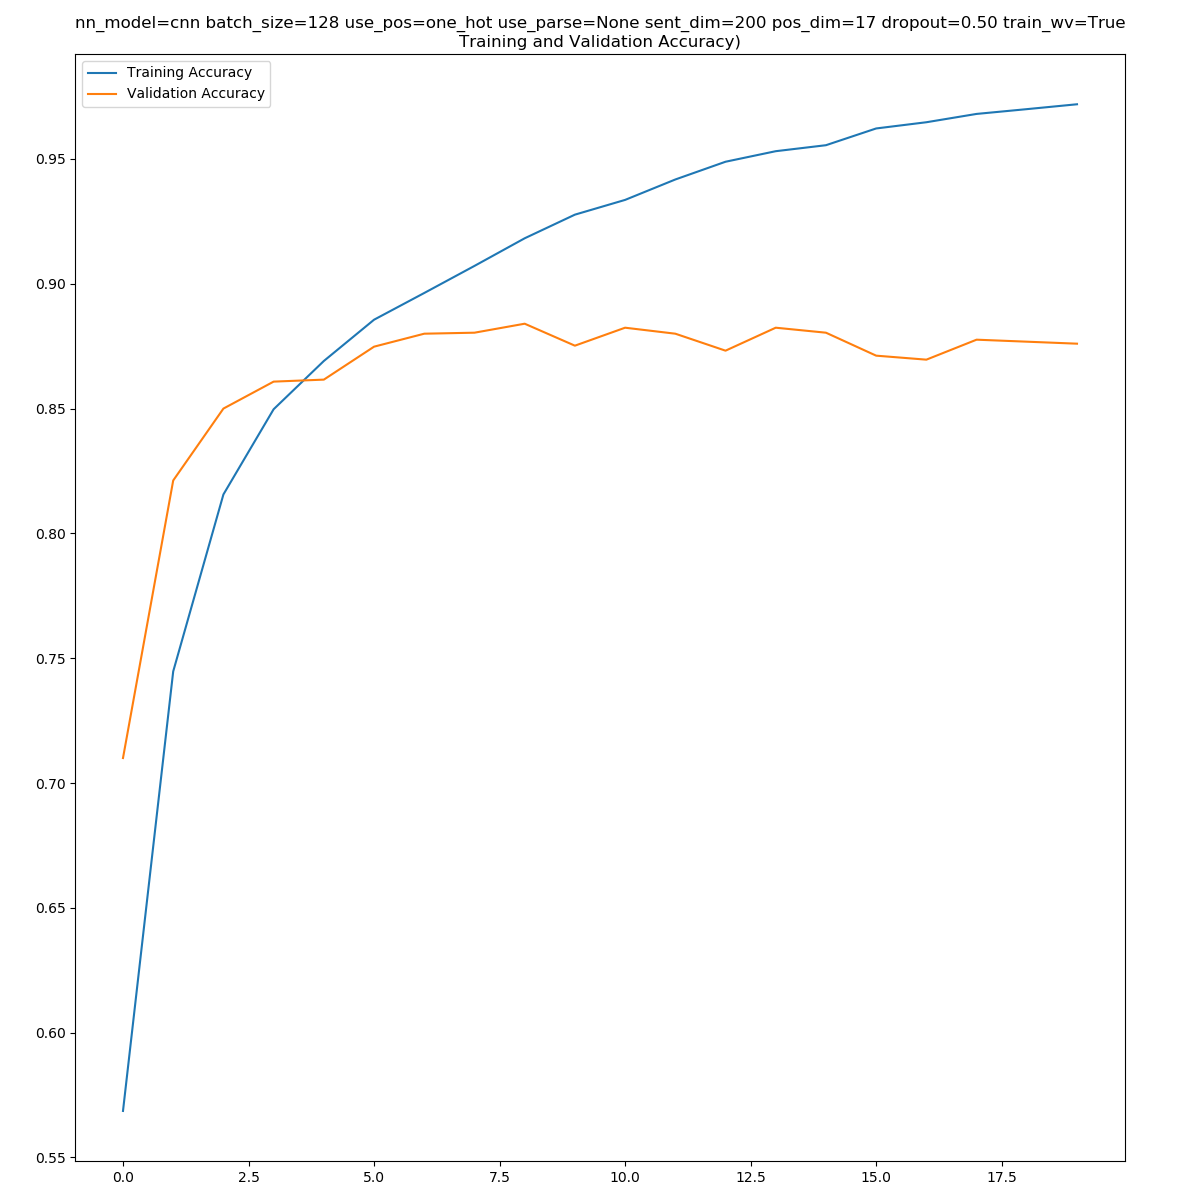 nn_model=cnn batch_size=128 use_pos=one_hot use_parse=None sent_dim=200 pos_dim=17 dropout=0.50 train_wv=True
Training and Validation Accuracy)
Training Accuracy
Validation Accuracy
0.95
0.90
0.85
0.80
0.75
0.70
0.65
0.60
0.55
0.0 2.5 5.0 7.5 10.0 12.5 15.0 17.5